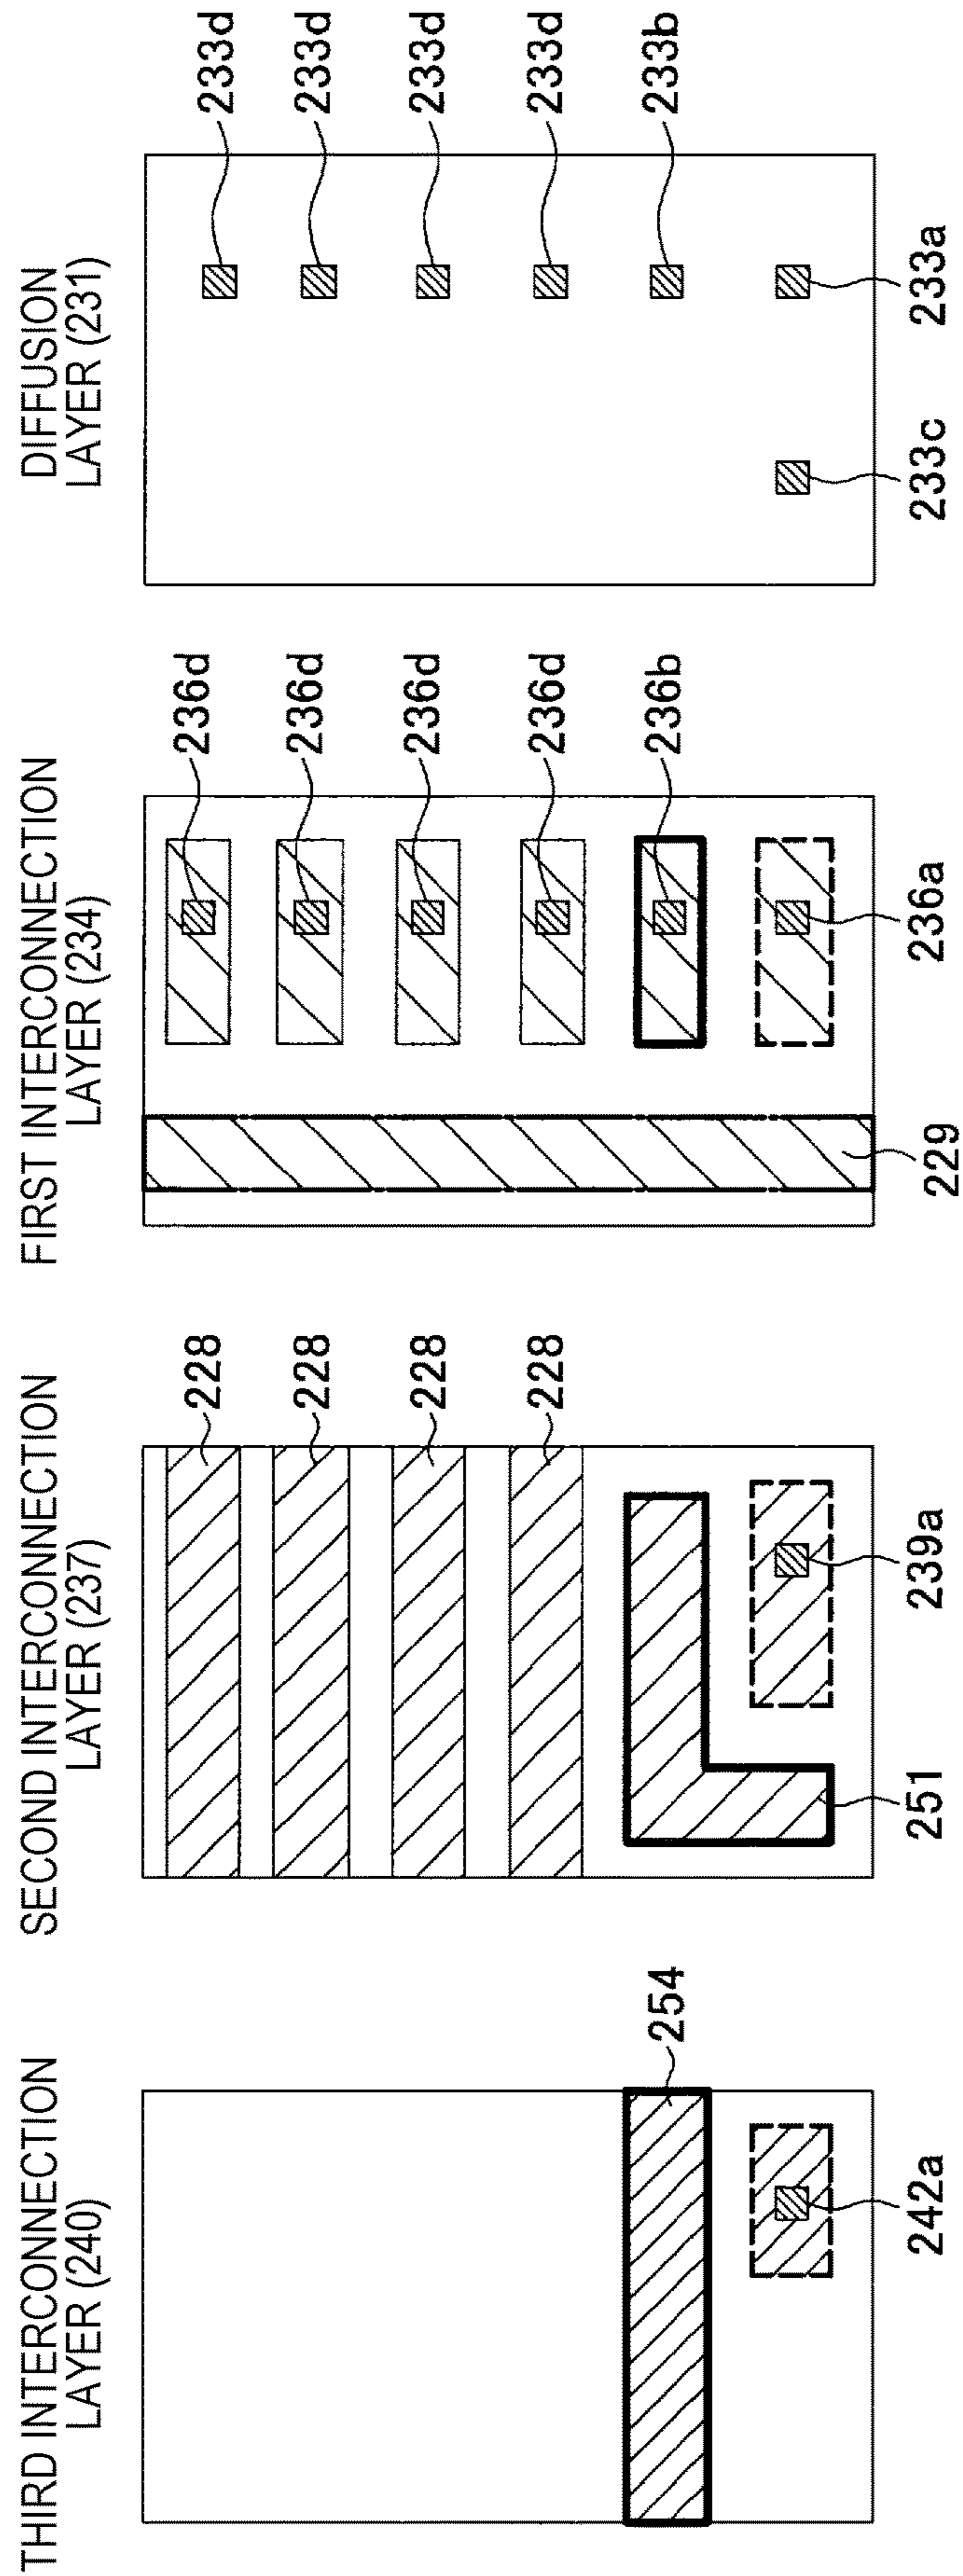 THIRD INTERCONNECTION
LAYER (240)
254
242a
SECOND INTERCONNECTION
LAYER (237)
228
228
228
228
251
239a
FIRST INTERCONNECTION
LAYER (234)
236d
236d
236d
236d
236b
229
236a
DIFFUSION
LAYER (231)
233d
233d
233d
233d
233b
233c
233a